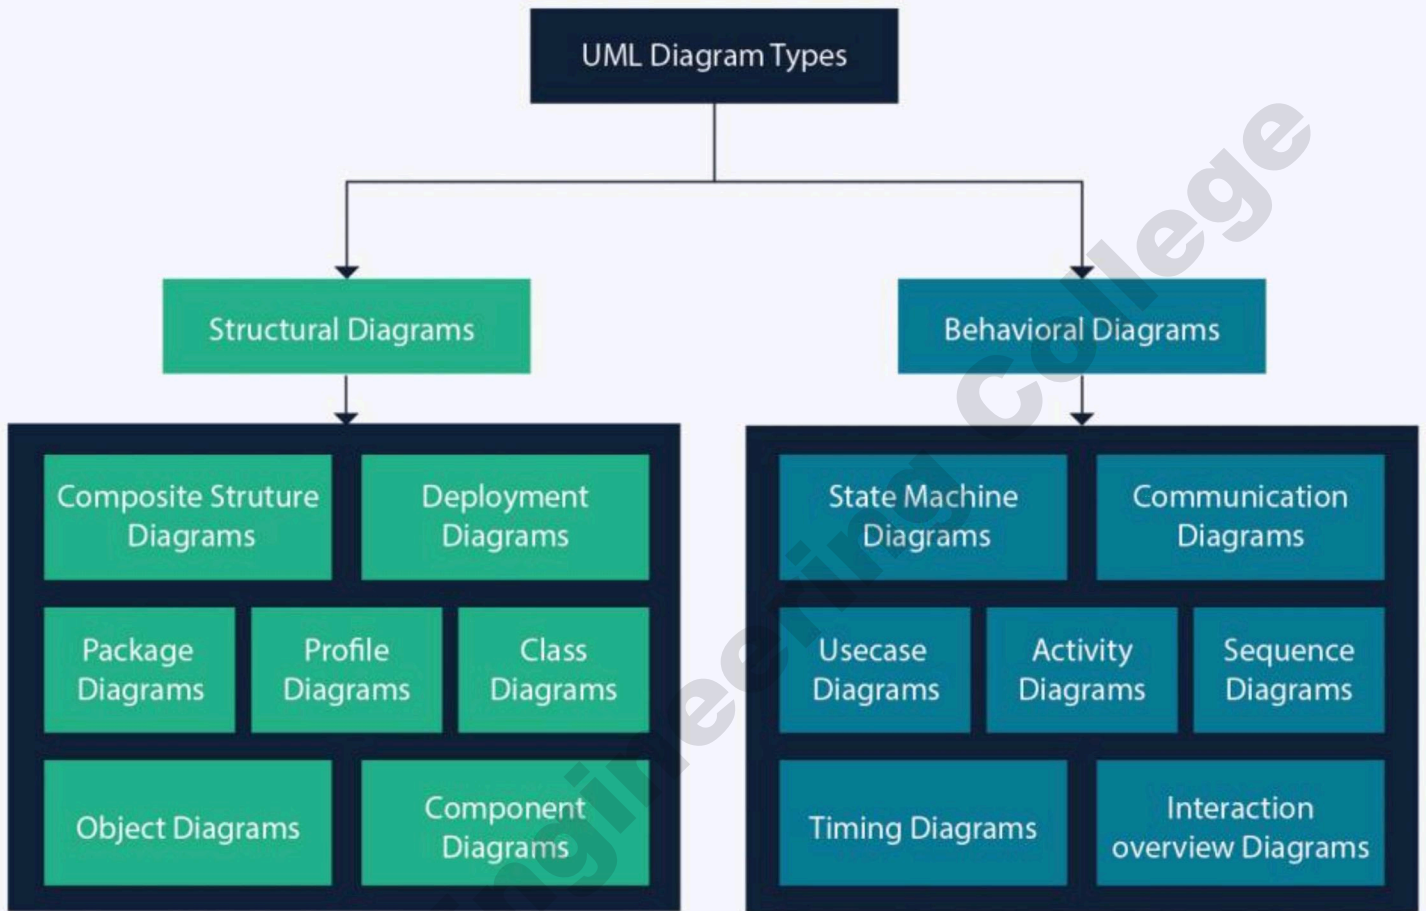 UML Diagram Types
Structural Diagrams
Behavioral Diagrams
Composite Struture
Diagrams
Deployment
Diagrams
State Machine
Diagrams
Communication
Diagrams
Package
Diagrams
Profile
Diagrams
Class
Diagrams
Usecase
Diagrams
Activity
Diagrams
Sequence
Diagrams
Object Diagrams
Component
Diagrams
Timing Diagrams
Interaction
overview Diagrams
Engineering College